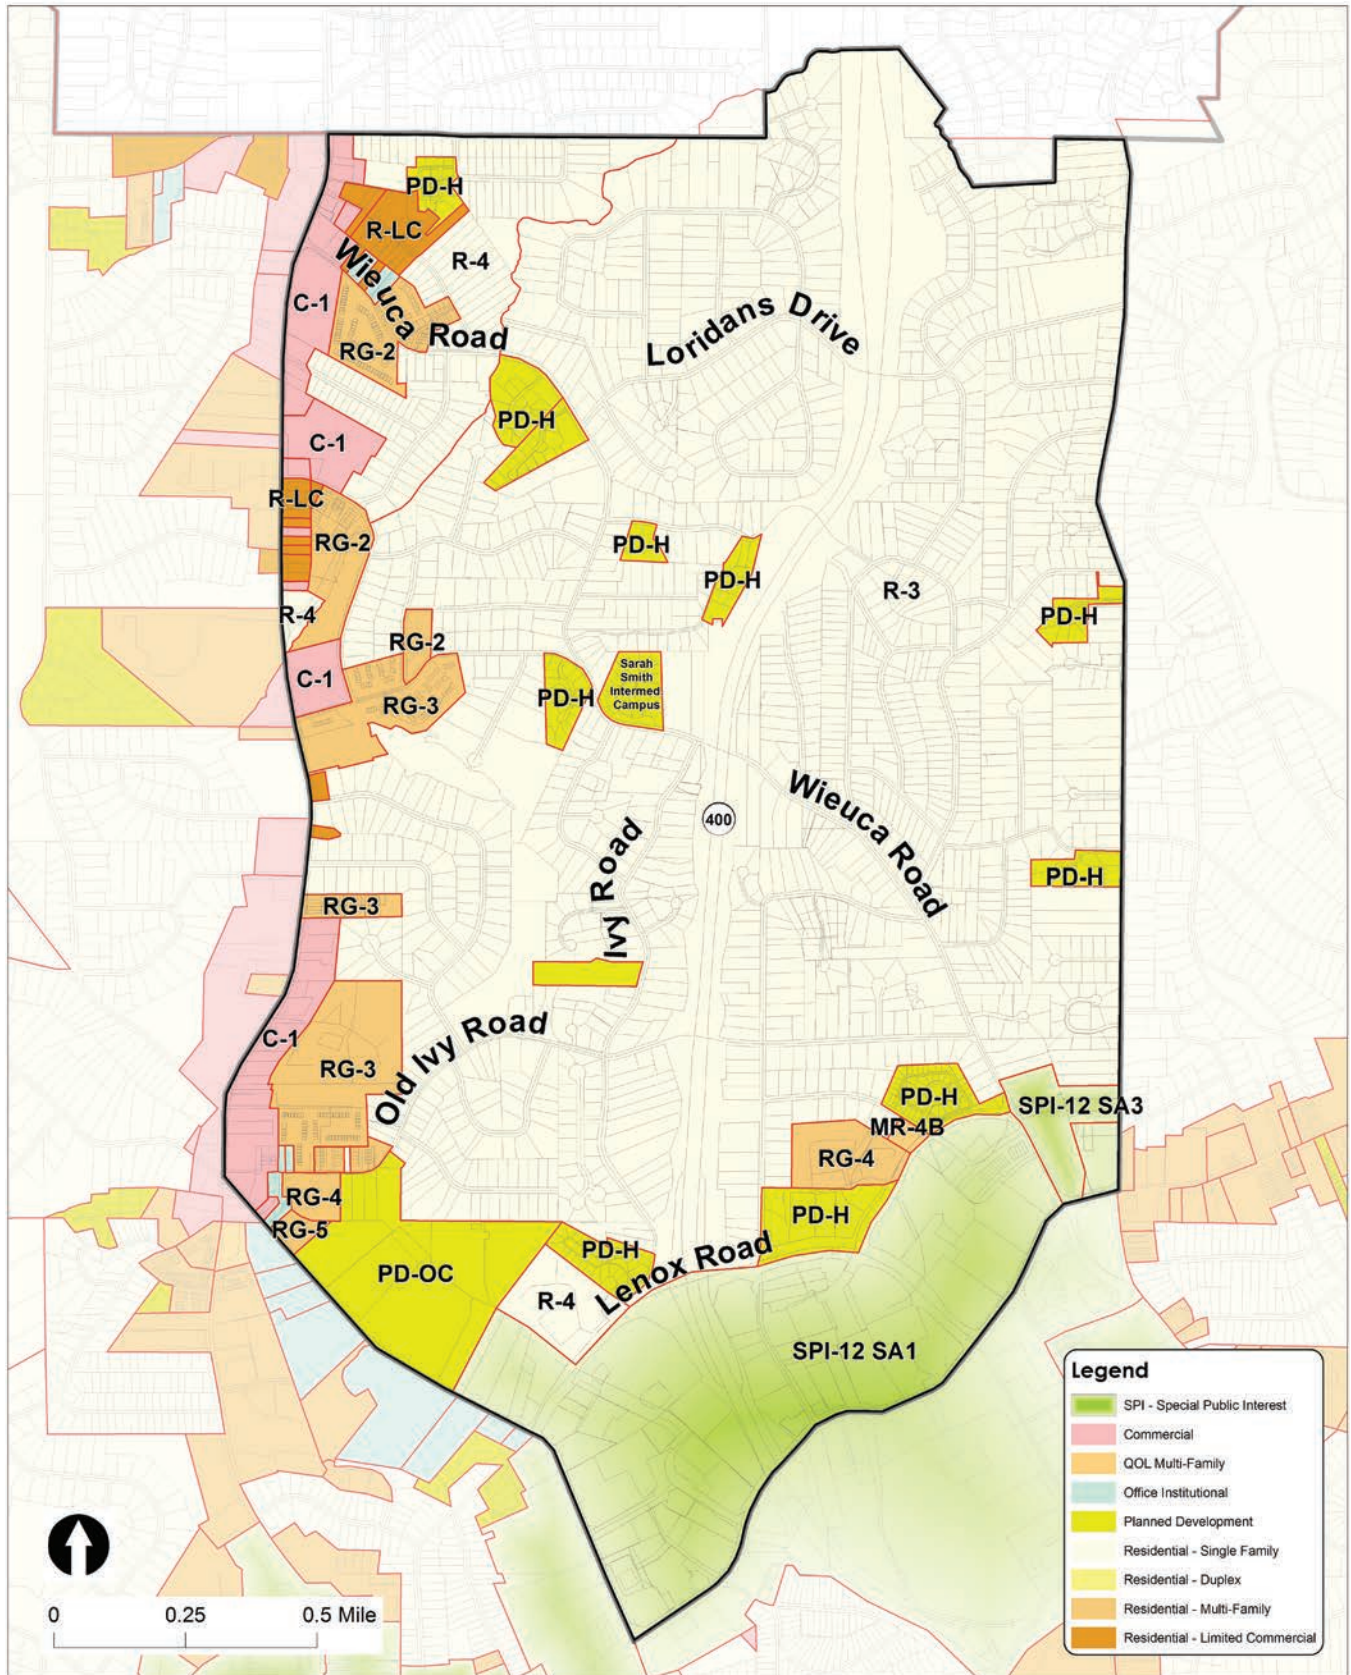 PD-H
R-LC
R-4
Wieuca Road
C-1
RG-2
Loridans Drive
PD-H
C-1
R-LC
RG-2
PD-H
PD-H
R-3
R-4
PD-H
RG-2
C-1
RG-3
PD-H
Sarah
Smith
Intermed
Campus
Wieuca Road
400
Ivy Road
PD-H
RG-3
Old Ivy Road
C-1
RG-3
PD-H
SPI-12 SA3
MR-4B
RG-4
RG-4
PD-H
RG-5
PD-H
PD-OC
Lenox Road
R-4
SPI-12 SA1
Legend
SPI - Special Public Interest
Commercial
QOL Multi-Family
Office Institutional
Planned Development
Residential - Single Family
Residential - Duplex
Residential - Multi-Family
Residential - Limited Commercial
0 0.25 0.5 Mile